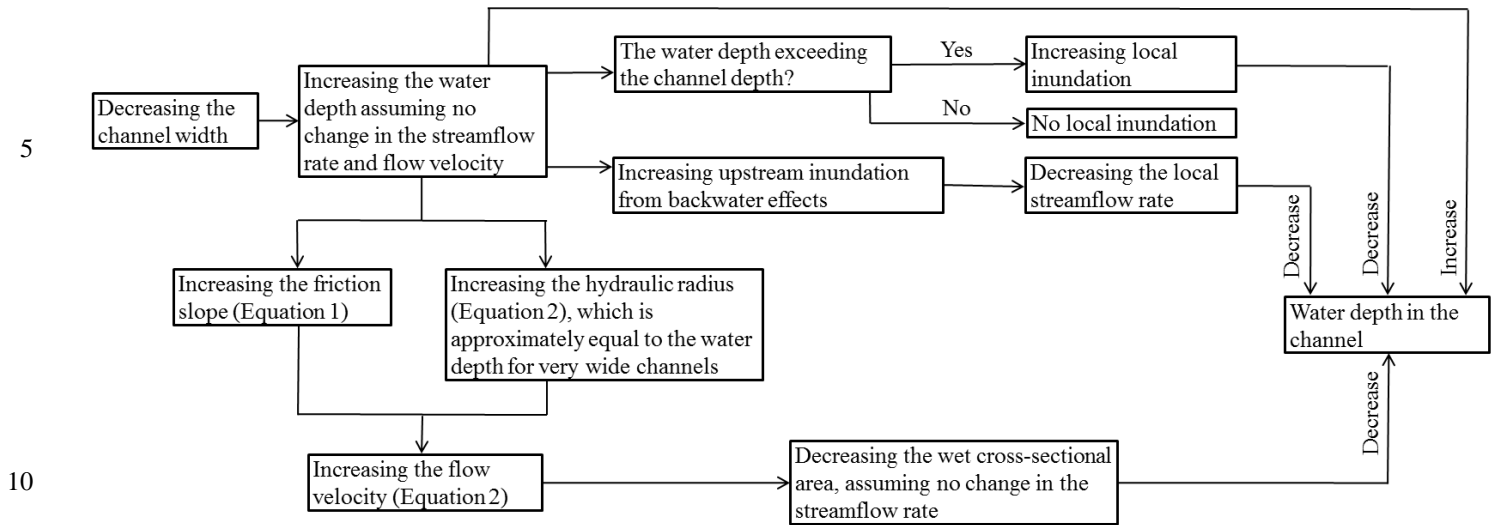 The water depth exceeding
the channel depth?
Yes
Increasing local
inundation
Increasing the water
depth assuming no
change in the streamflow
rate and flow velocity
Decreasing the
channel width
No
No local inundation
5
Increasing upstream inundation
from backwater effects
Decreasing the local
streamflow rate
Decrease
Decrease
Increase
Increasing the friction
slope (Equation 1)
Increasing the hydraulic radius
(Equation 2), which is
approximately equal to the water
depth for very wide channels
Water depth in the
channel
Decrease
Increasing the flow
velocity (Equation 2)
Decreasing the wet cross-sectional
area, assuming no change in the
streamflow rate
10